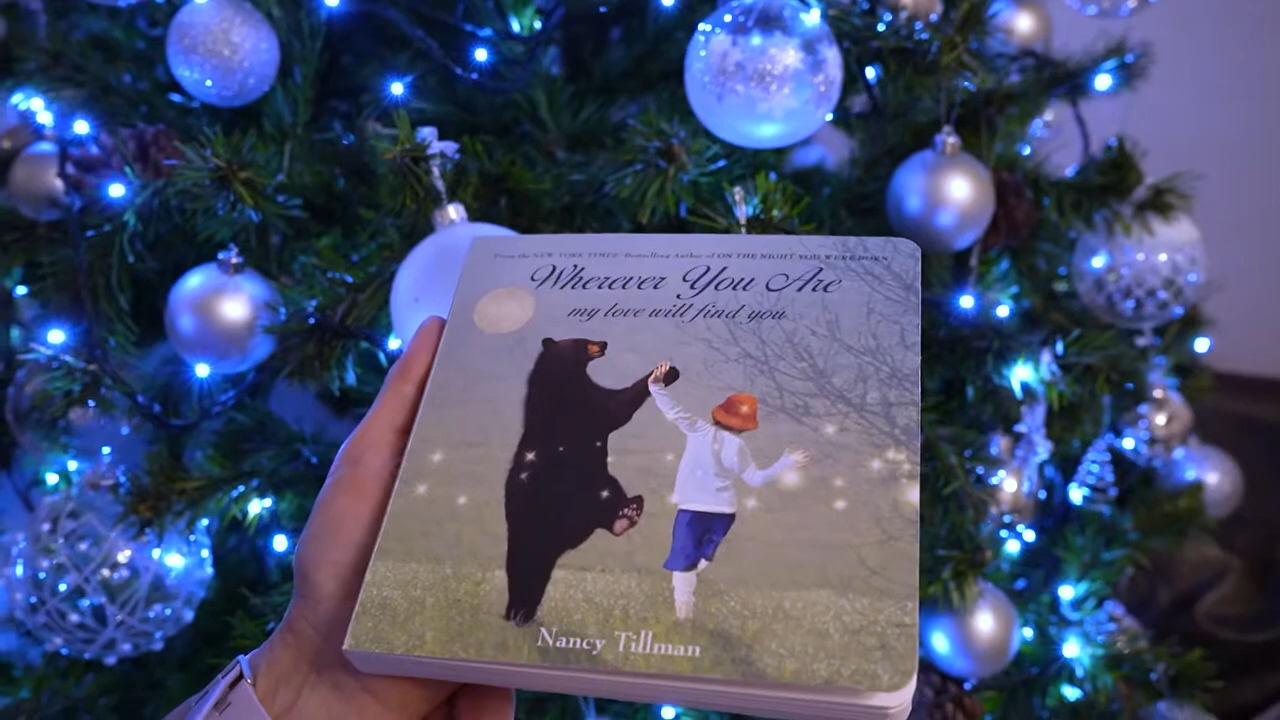 From the NEW YORK TIMES Bestselling Author of ON THE NIGHT YOU WERE BORN
Wherever You Are
my love will find you
Nancy Tillman